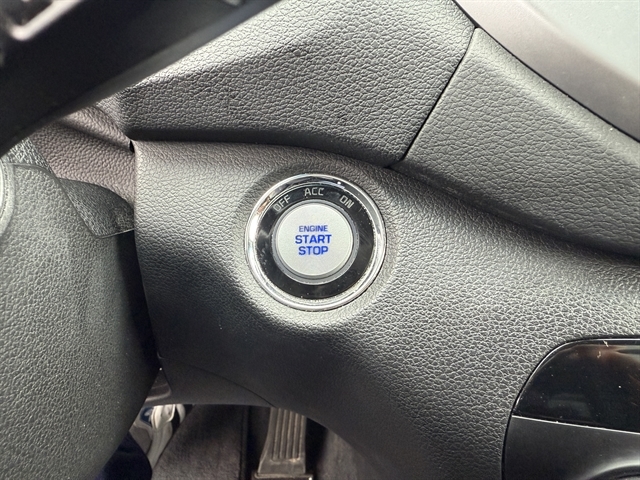 OFF ACC ON
ENGINE
START
STOP